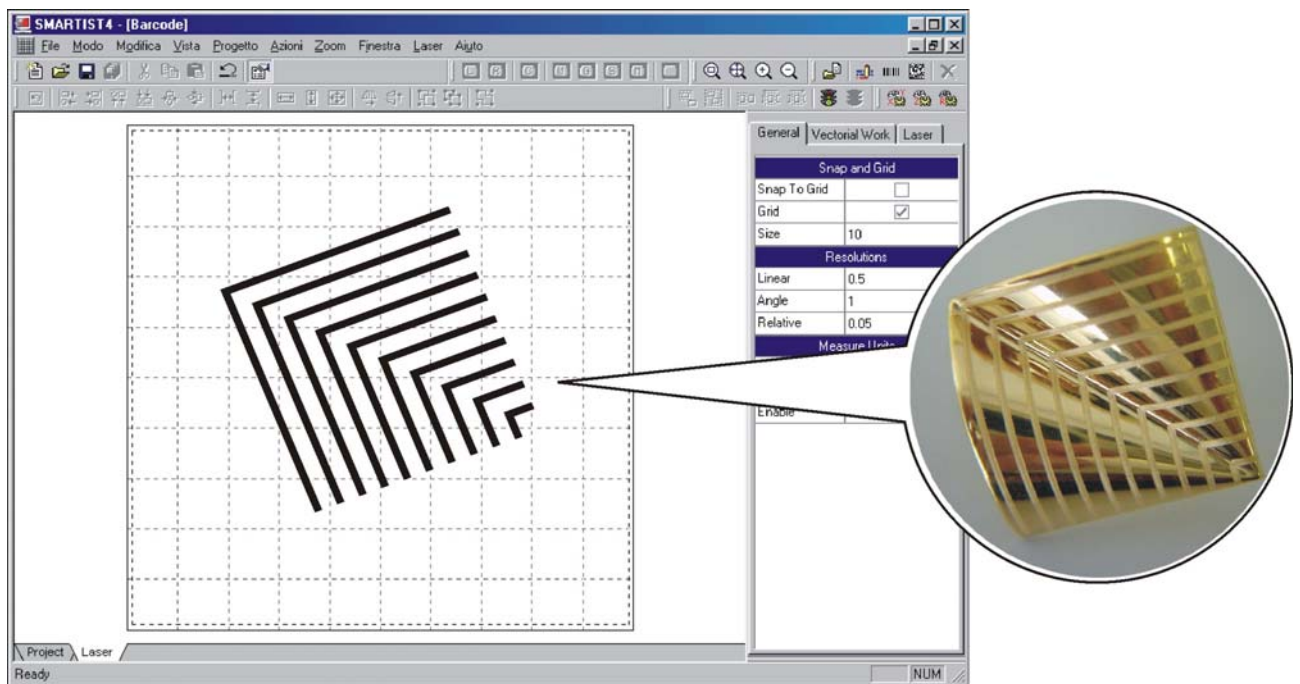 SMARTIST4 - [Barcode]
File Modo Modifica Vista Progetto Azioni Zoom Finestra Laser Aiuto
General Vectorial Work Laser
Snap and Grid
Snap To Grid
Grid
Size 10
Resolutions
Linear 0.5
Angle 1
Relative 0.05
Measure Units
Enable
Project Laser
Ready NUM